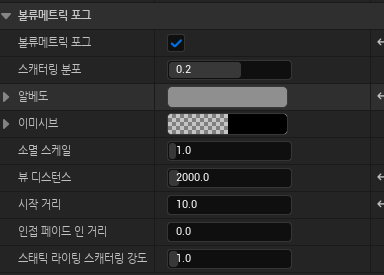 볼류메트릭 포그
볼류메트릭 포그
스캐터링 분포 0.2
알베도
이미시브
소멸 스케일 1.0
뷰 디스턴스 2000.0
시작 거리 10.0
인접 페이드 인 거리 0.0
스태틱 라이팅 스캐터링 강도 1.0